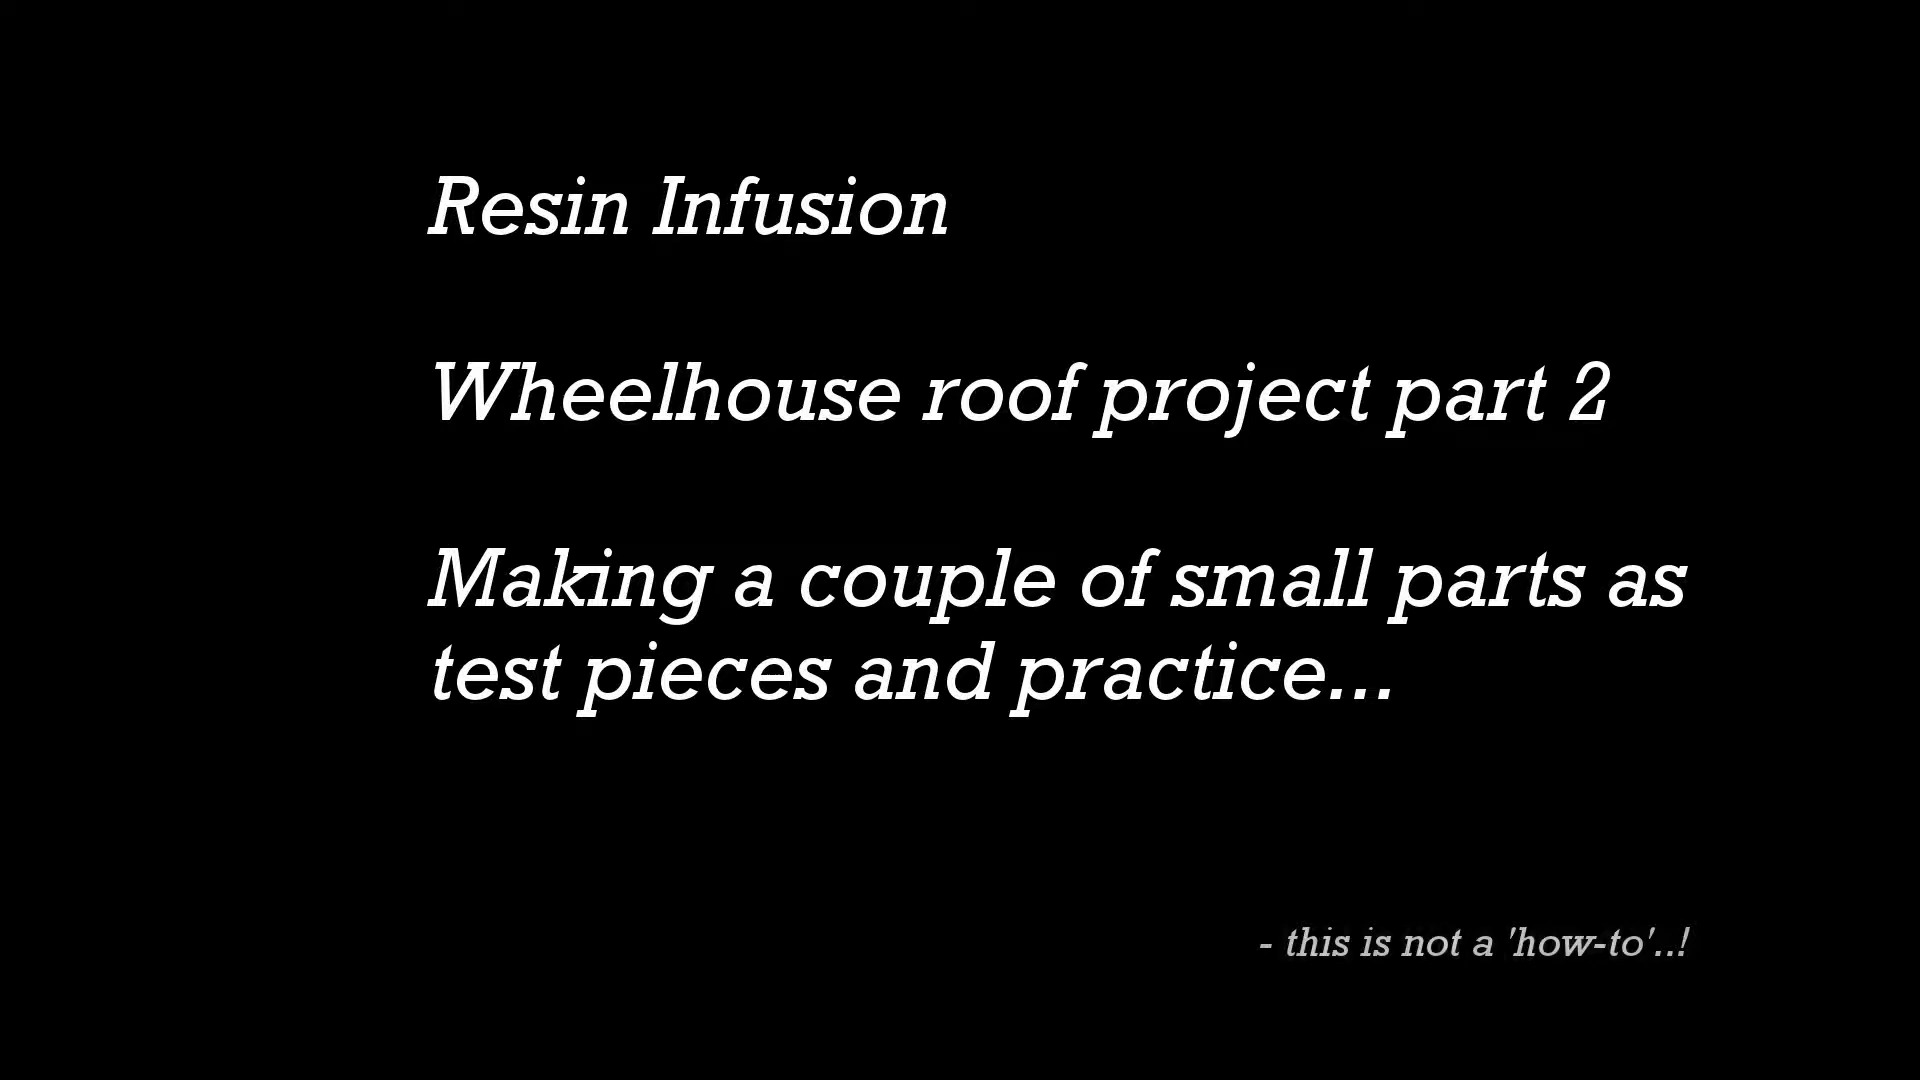 Resin Infusion
Wheelhouse roof project part 2
Making a couple of small parts as
test pieces and practice...
- this is not a 'how-to'..!